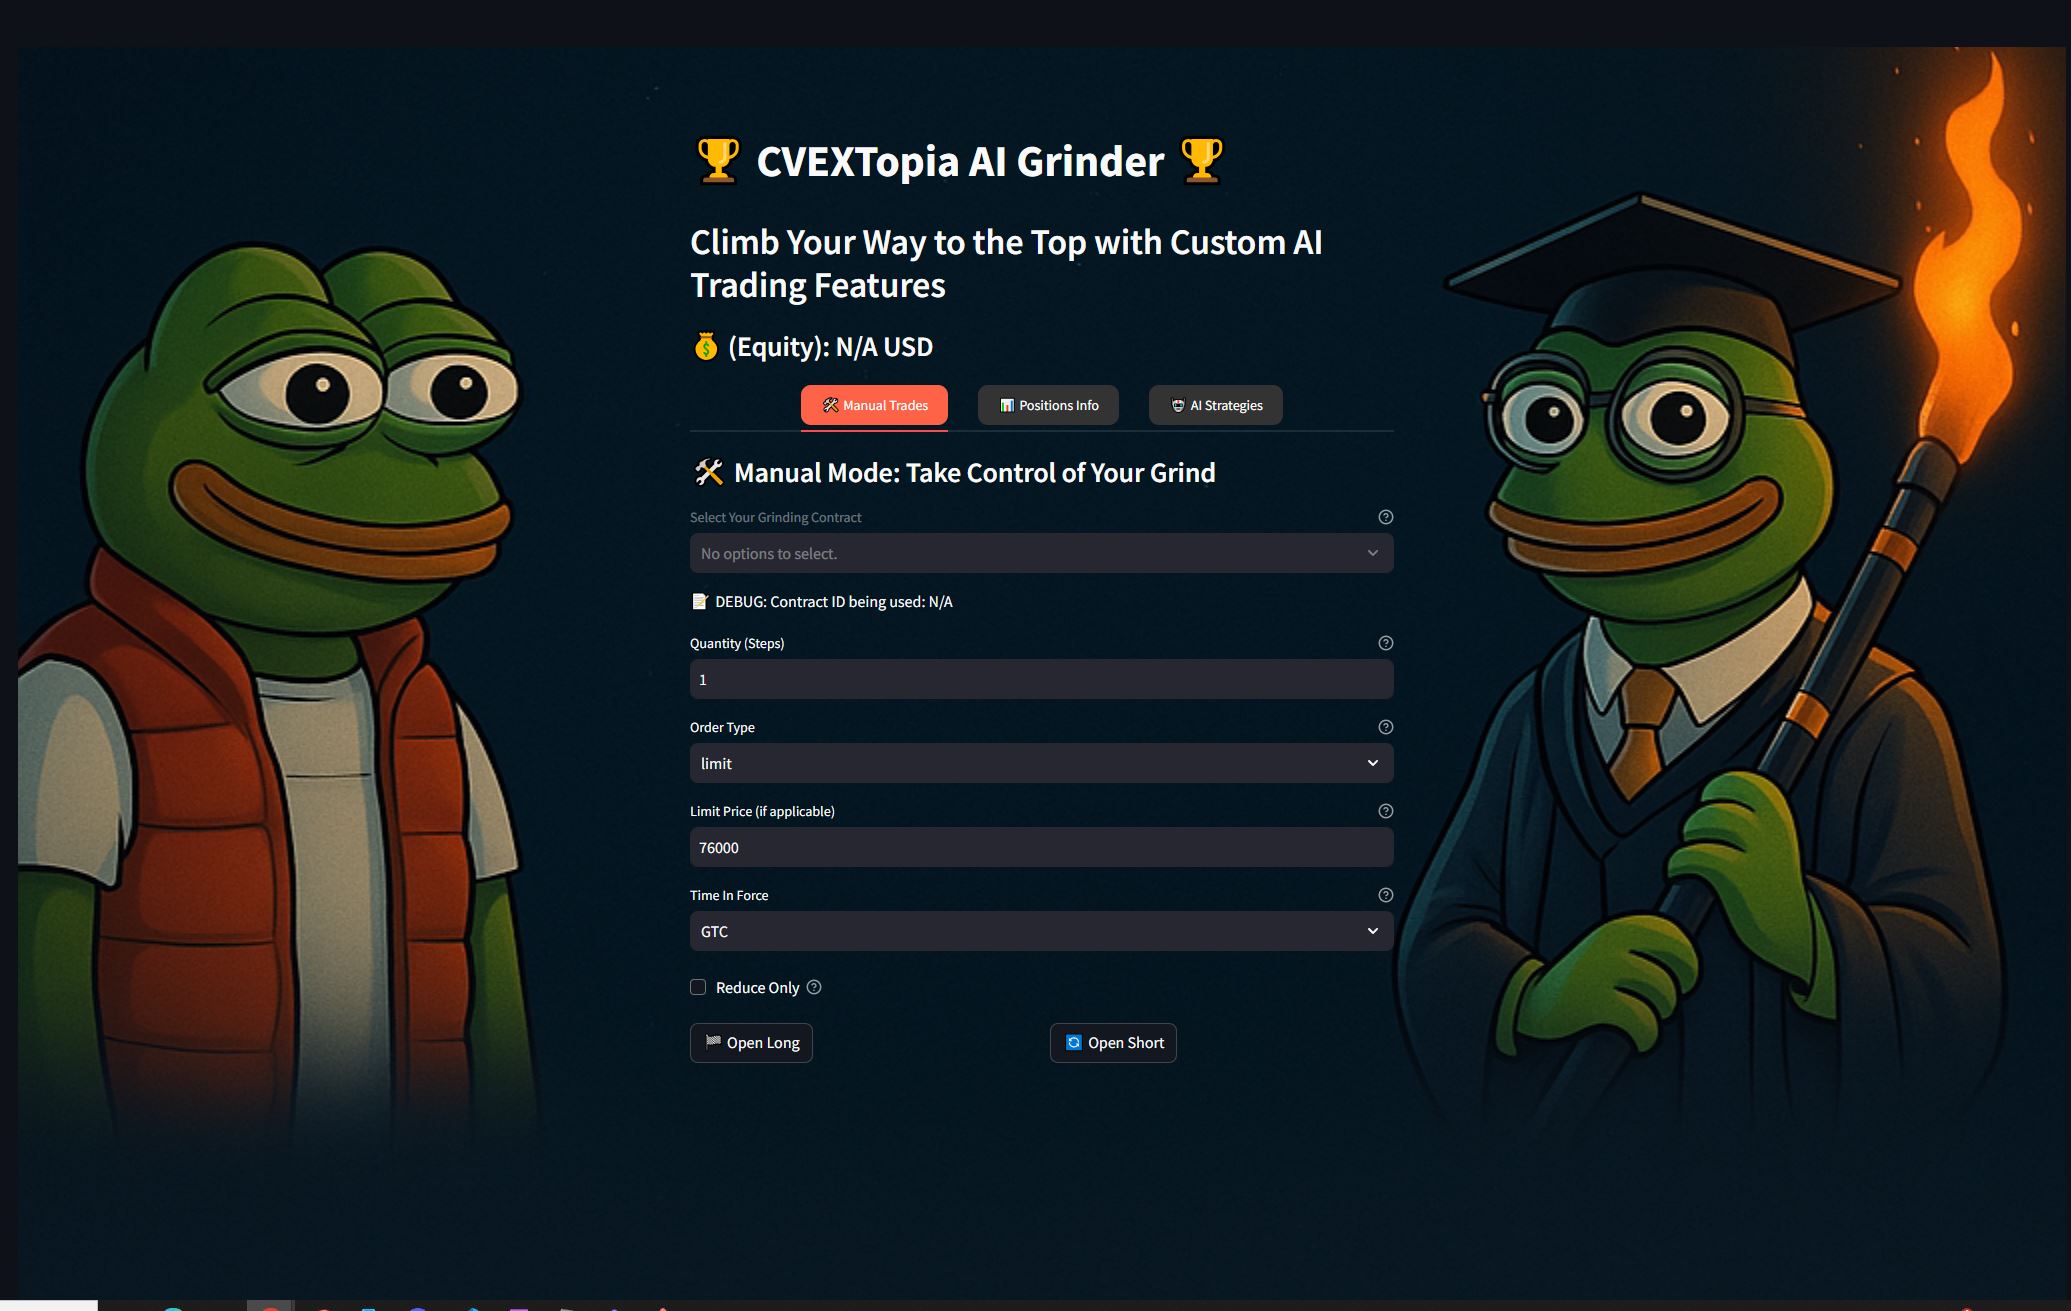 🏆 CVEXTopia AI Grinder 🏆
Climb Your Way to the Top with Custom AI
Trading Features
💰 (Equity): N/A USD
🛠️ Manual Trades
📊 Positions Info
🤖 AI Strategies
🛠️ Manual Mode: Take Control of Your Grind
Select Your Grinding Contract
No options to select.
📝 DEBUG: Contract ID being used: N/A
Quantity (Steps)
1
Order Type
limit
Limit Price (if applicable)
76000
Time In Force
GTC
Reduce Only
🏁 Open Long
🔄 Open Short